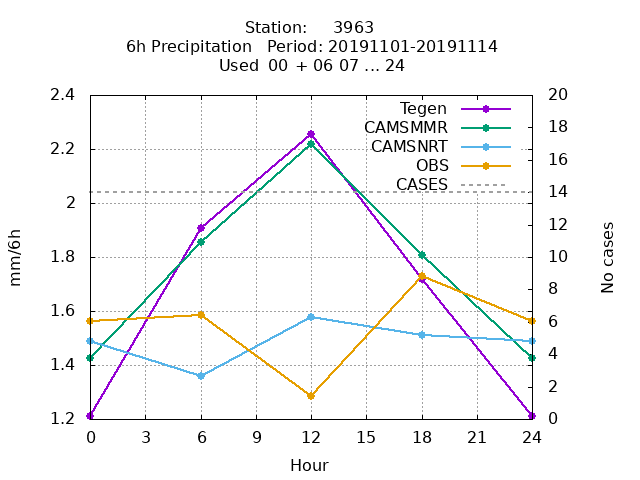 Station: 3963
6h Precipitation Period: 20191101-20191114
Used 00 + 06 07 ... 24
2.4
2.2
2
1.8
1.6
1.4
1.2
20
18
16
14
12
10
8
6
4
2
0
Tegen
CAMSMMR
CAMSNRT
OBS
CASES
mm/6h
No cases
0 3 6 9 12 15 18 21 24
Hour